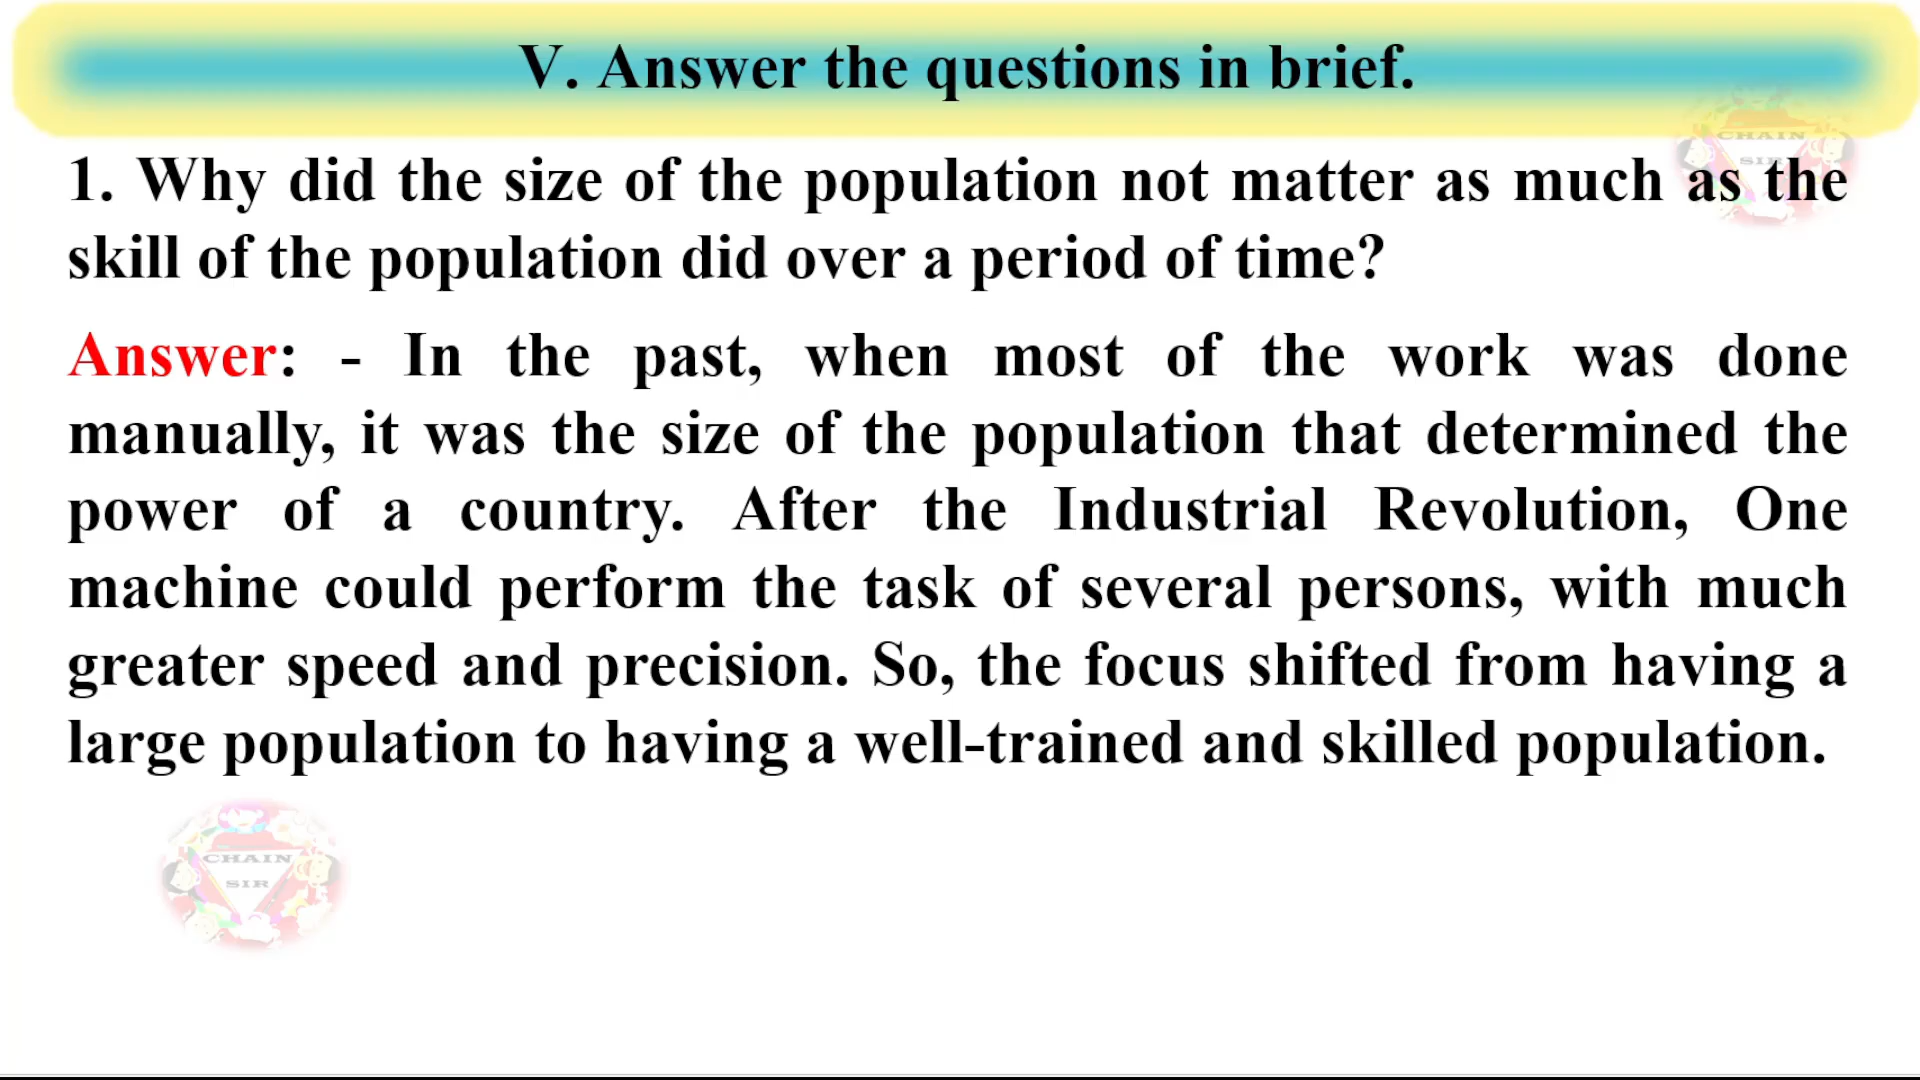 V. Answer the questions in brief.
CHAIN
SIR
1. Why did the size of the population not matter as much as the
skill of the population did over a period of time?
Answer: - In the past, when most of the work was done
manually, it was the size of the population that determined the
power of a country. After the Industrial Revolution, One
machine could perform the task of several persons, with much
greater speed and precision. So, the focus shifted from having a
large population to having a well-trained and skilled population.
CHAIN
SIR